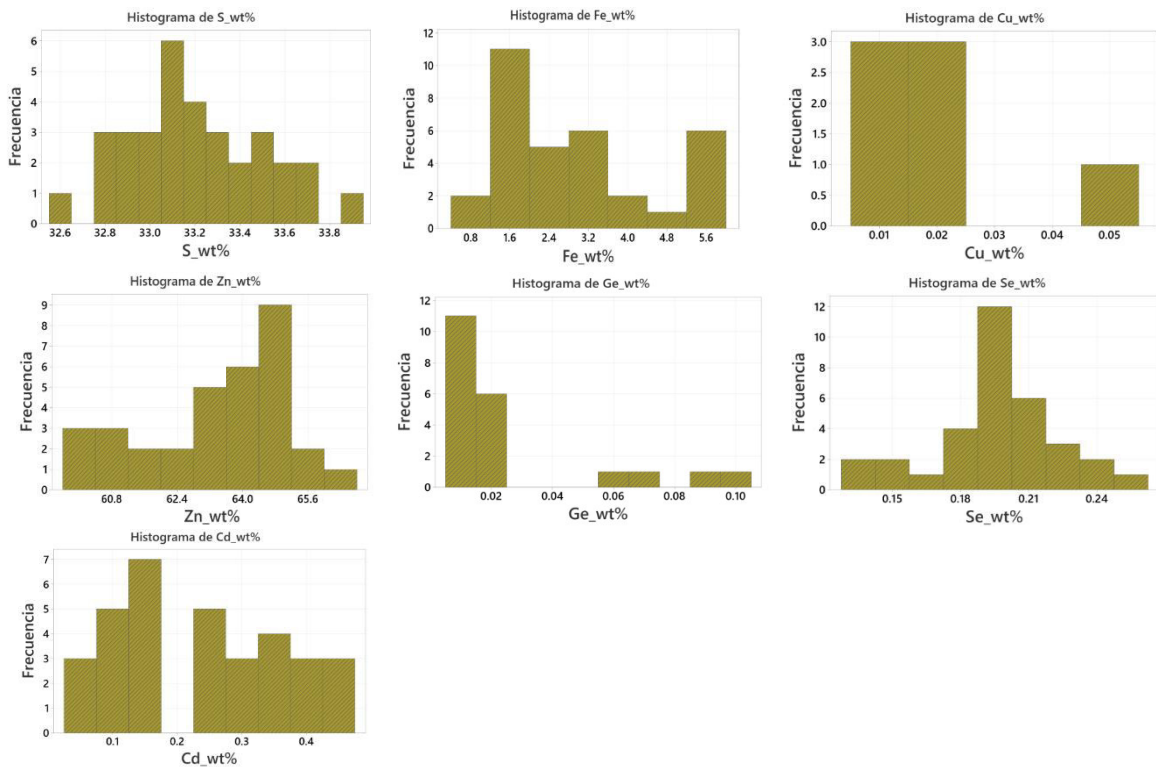 Histograma de S_wt%
Frecuencia
6
5
4
3
2
1
0
32.6 32.8 33.0 33.2 33.4 33.6 33.8
S_wt%
Histograma de Fe_wt%
Frecuencia
12
10
8
6
4
2
0
0.8 1.6 2.4 3.2 4.0 4.8 5.6
Fe_wt%
Histograma de Cu_wt%
Frecuencia
3.0
2.5
2.0
1.5
1.0
0.5
0.0
0.01 0.02 0.03 0.04 0.05
Cu_wt%
Histograma de Zn_wt%
Frecuencia
9
8
7
6
5
4
3
2
1
0
60.8 62.4 64.0 65.6
Zn_wt%
Histograma de Ge_wt%
Frecuencia
12
10
8
6
4
2
0
0.02 0.04 0.06 0.08 0.10
Ge_wt%
Histograma de Se_wt%
Frecuencia
12
10
8
6
4
2
0
0.15 0.18 0.21 0.24
Se_wt%
Histograma de Cd_wt%
Frecuencia
7
6
5
4
3
2
1
0
0.1 0.2 0.3 0.4
Cd_wt%